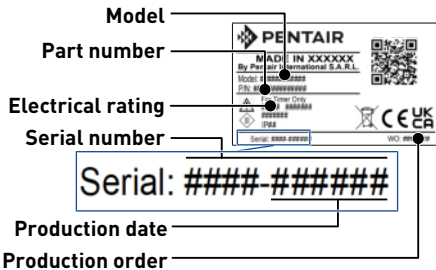 Model
Part number
Electrical rating
Serial number
Production date
Production order
PENTAIR
MADE IN XXXXXX
By Pentair International S.A.R.L.
Model: ###########
P/N: #############
For Timer Only
#### #######
#######
IP##
CE UK CA
Serial: ####-######
WO: #######
Serial: ####-######